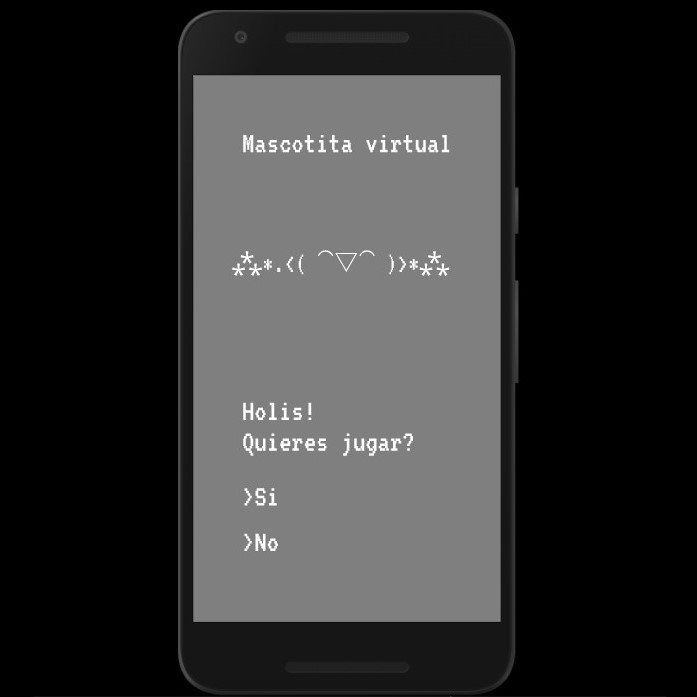 Mascotita virtual
⁂*.<( ⌒▽⌒ )>*⁂
Holis!
Quieres jugar?
>Si
>No